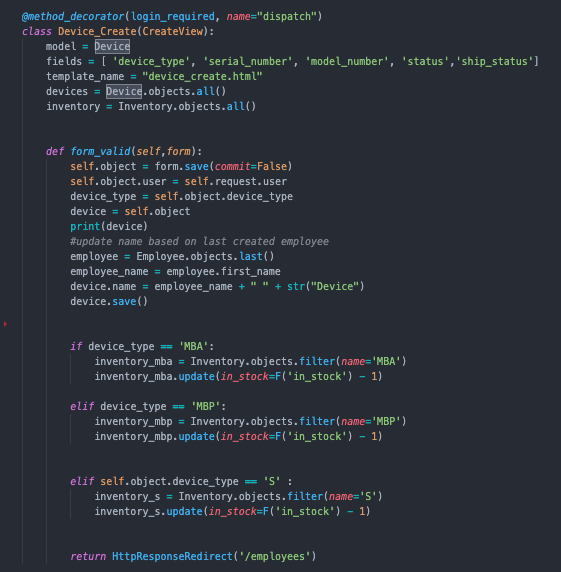 @method_decorator(login_required, name="dispatch")
class Device_Create(CreateView):
model = Device
fields = [ 'device_type', 'serial_number', 'model_number', 'status','ship_status']
template_name = "device_create.html"
devices = Device.objects.all()
inventory = Inventory.objects.all()
def form_valid(self,form):
self.object = form.save(commit=False)
self.object.user = self.request.user
device_type = self.object.device_type
device = self.object
print(device)
#update name based on last created employee
employee = Employee.objects.last()
employee_name = employee.first_name
device.name = employee_name + " " + str("Device")
device.save()
if device_type == 'MBA':
inventory_mba = Inventory.objects.filter(name='MBA')
inventory_mba.update(in_stock=F('in_stock') - 1)
elif device_type == 'MBP':
inventory_mbp = Inventory.objects.filter(name='MBP')
inventory_mbp.update(in_stock=F('in_stock') - 1)
elif self.object.device_type == 'S' :
inventory_s = Inventory.objects.filter(name='S')
inventory_s.update(in_stock=F('in_stock') - 1)
return HttpResponseRedirect('/employees')